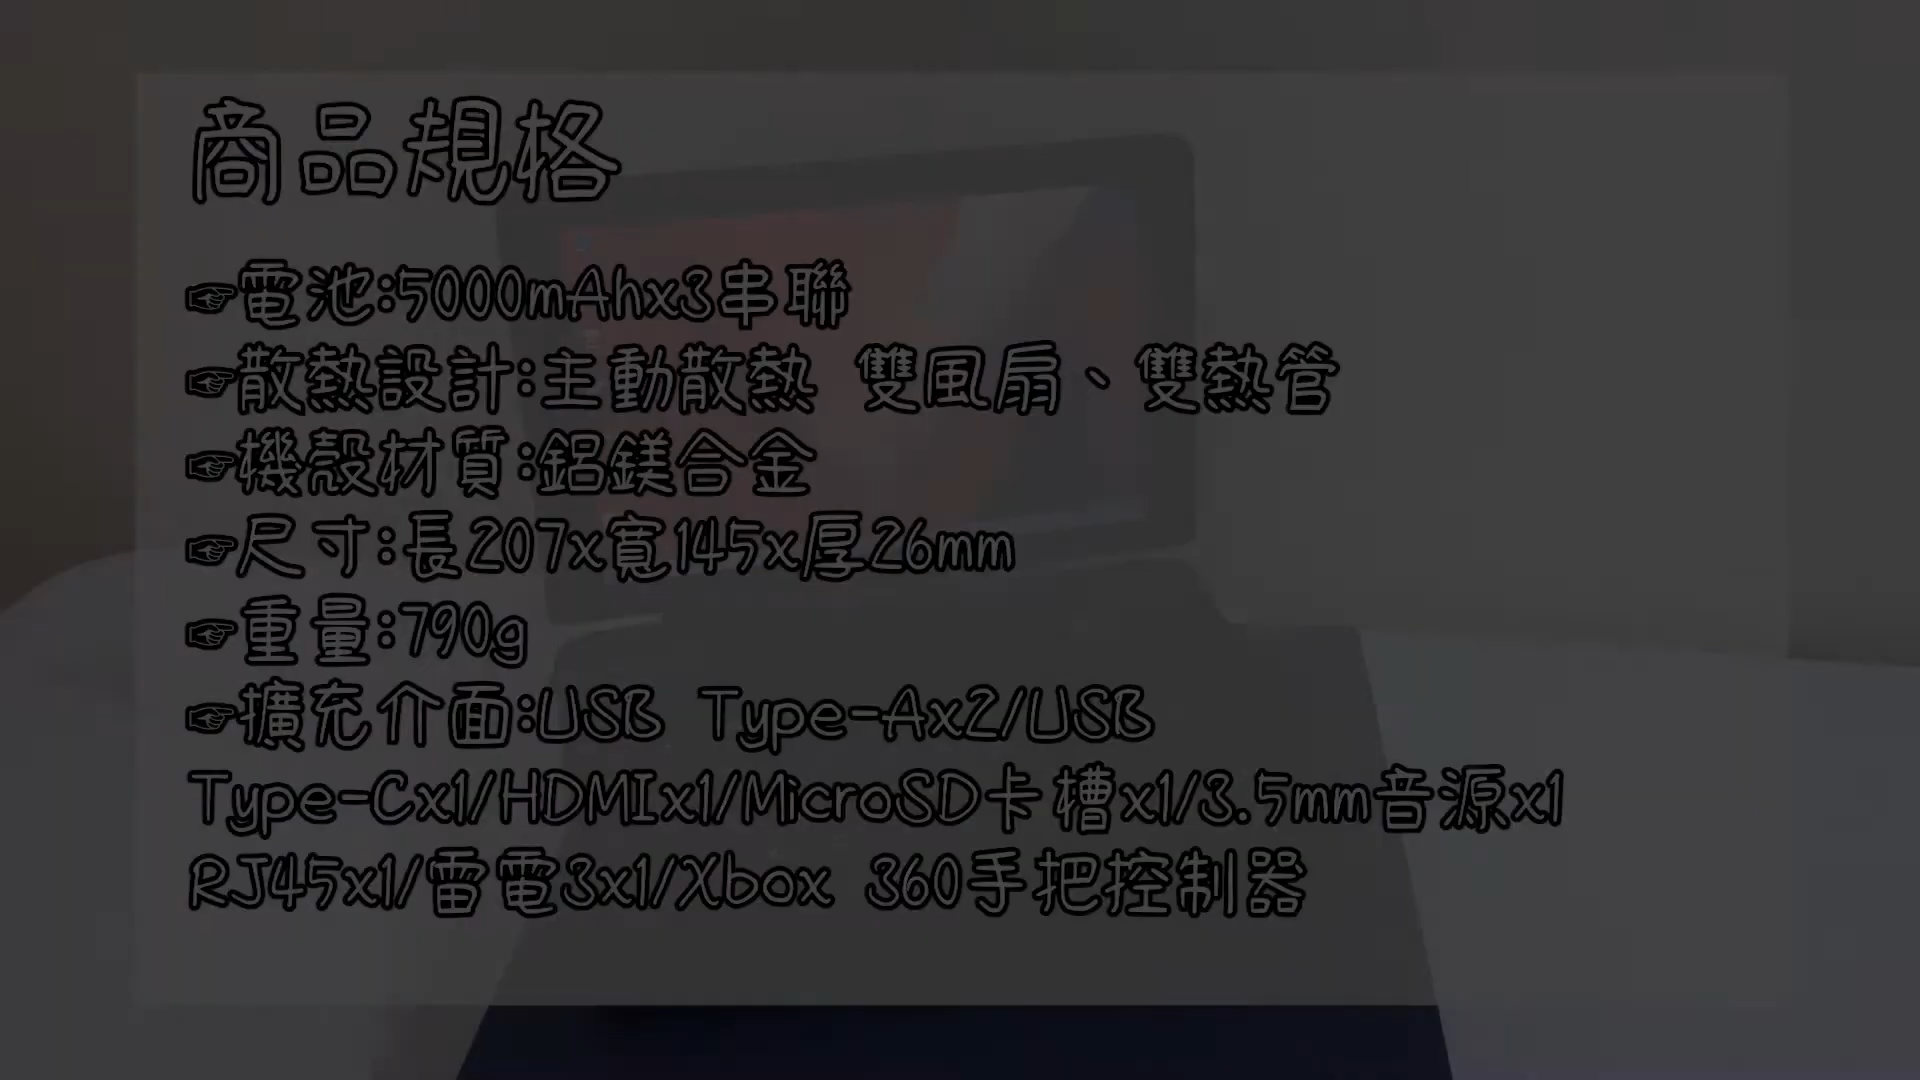 商品規格
☞電池:5000mAhx3串聯
☞散熱設計:主動散熱 雙風扇、雙熱管
☞機殼材質:鋁鎂合金
☞尺寸:長207x寬145x厚26mm
☞重量:790g
☞擴充介面:USB Type-Ax2/USB
Type-Cx1/HDMIx1/MicroSD卡槽x1/3.5mm音源x1
RJ45x1/雷電3x1/Xbox 360手把控制器